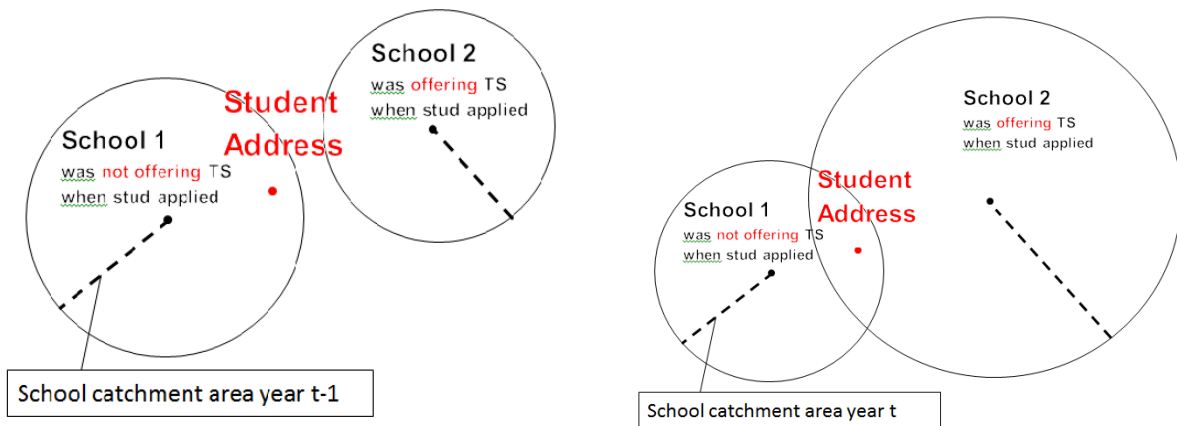 School 2
was offering TS
when stud applied
Student
Address
School 1
was not offering TS
when stud applied
School catchment area year t-1
School 2
was offering TS
when stud applied
Student
Address
School 1
was not offering TS
when stud applied
School catchment area year t